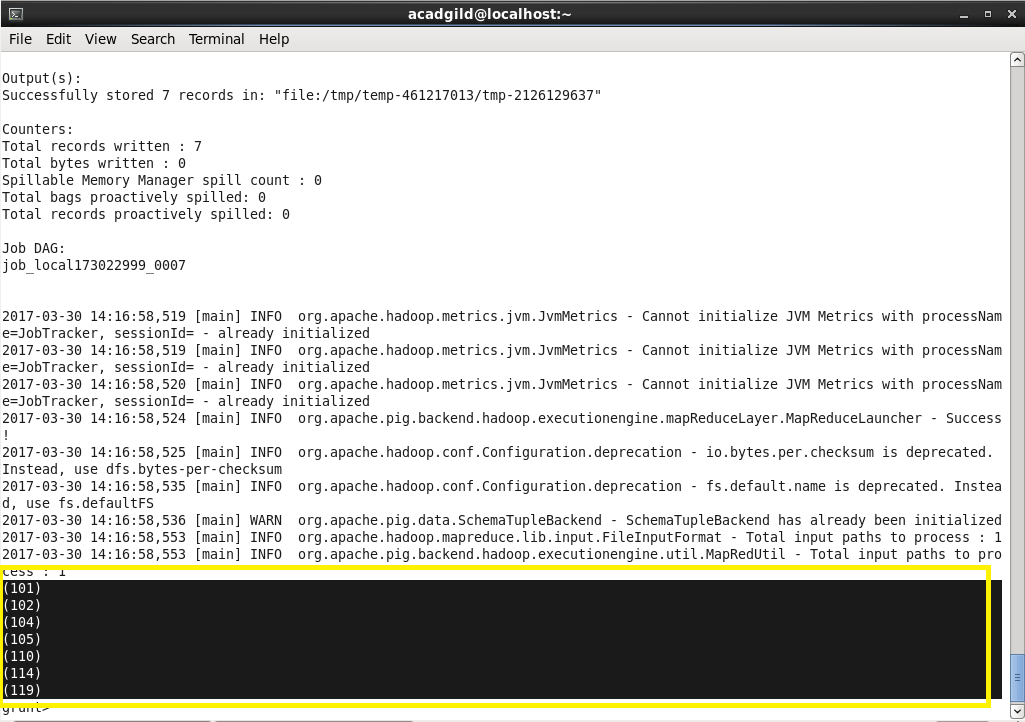 acadgild@localhost:~
File Edit View Search Terminal Help
Output(s):
Successfully stored 7 records in: "file:/tmp/temp-461217013/tmp-2126129637"
Counters:
Total records written : 7
Total bytes written : 0
Spillable Memory Manager spill count : 0
Total bags proactively spilled: 0
Total records proactively spilled: 0
Job DAG:
job_local173022999_0007
2017-03-30 14:16:58,519 [main] INFO  org.apache.hadoop.metrics.jvm.JvmMetrics - Cannot initialize JVM Metrics with processNam
e=JobTracker, sessionId= - already initialized
2017-03-30 14:16:58,519 [main] INFO  org.apache.hadoop.metrics.jvm.JvmMetrics - Cannot initialize JVM Metrics with processNam
e=JobTracker, sessionId= - already initialized
2017-03-30 14:16:58,520 [main] INFO  org.apache.hadoop.metrics.jvm.JvmMetrics - Cannot initialize JVM Metrics with processNam
e=JobTracker, sessionId= - already initialized
2017-03-30 14:16:58,524 [main] INFO  org.apache.pig.backend.hadoop.executionengine.mapReduceLayer.MapReduceLauncher - Success
!
2017-03-30 14:16:58,525 [main] INFO  org.apache.hadoop.conf.Configuration.deprecation - io.bytes.per.checksum is deprecated.
Instead, use dfs.bytes-per-checksum
2017-03-30 14:16:58,535 [main] INFO  org.apache.hadoop.conf.Configuration.deprecation - fs.default.name is deprecated. Instea
d, use fs.defaultFS
2017-03-30 14:16:58,536 [main] WARN  org.apache.pig.data.SchemaTupleBackend - SchemaTupleBackend has already been initialized
2017-03-30 14:16:58,553 [main] INFO  org.apache.hadoop.mapreduce.lib.input.FileInputFormat - Total input paths to process : 1
2017-03-30 14:16:58,553 [main] INFO  org.apache.pig.backend.hadoop.executionengine.util.MapRedUtil - Total input paths to pro
cess : 1
(101)
(102)
(104)
(105)
(110)
(114)
(119)
grunt>